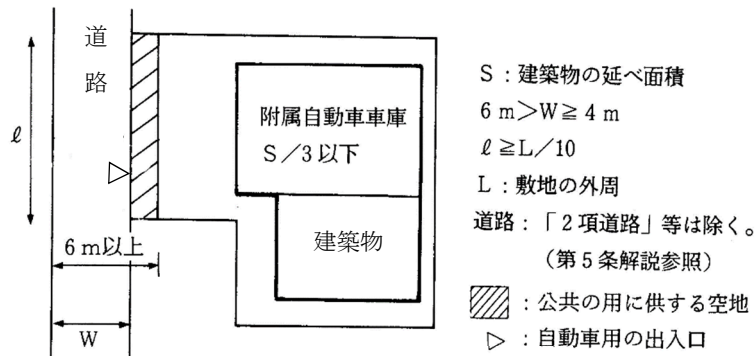 道路
附属自動車車庫
S/3以下
建築物
ℓ
6m以上
W
S:建築物の延べ面積
6m>W≧4m
ℓ≧L/10
L:敷地の外周
道路:「2項道路」等は除く。
(第5条解説参照)
:公共の用に供する空地
:自動車用の出入口